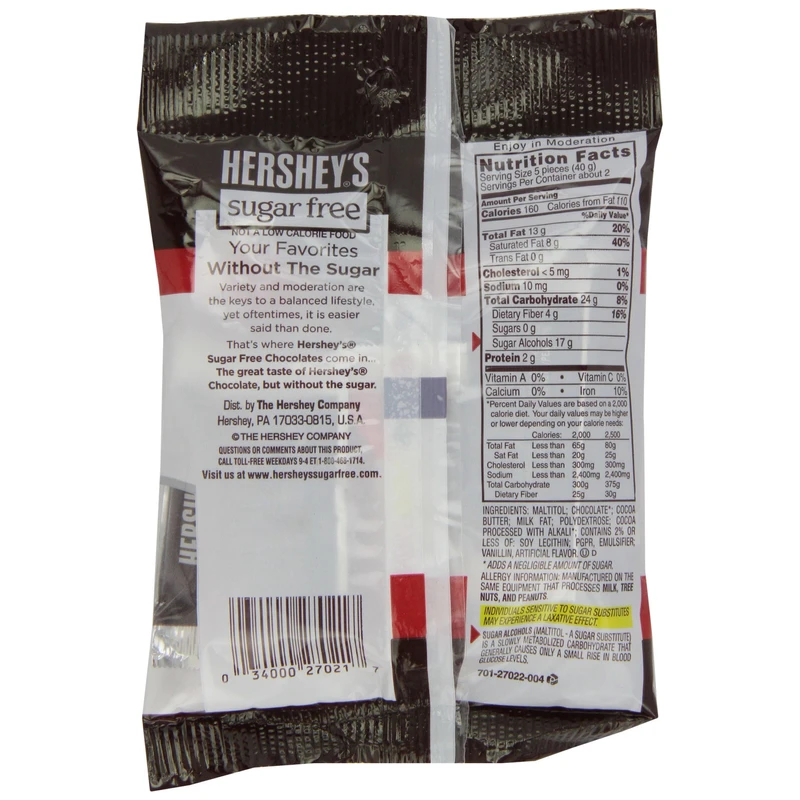 HERSHEY'S
sugar free
NOT A LOW CALORIE FOOD
Your Favorites
Without The Sugar
Variety and moderation are
the keys to a balanced lifestyle,
yet oftentimes, it is easier
said than done.
That's where Hershey's®
Sugar Free Chocolates come in...
The great taste of Hershey's®
Chocolate, but without the sugar.
Dist. by The Hershey Company
Hershey, PA 17033-0815, U.S.A.
© THE HERSHEY COMPANY
QUESTIONS OR COMMENTS ABOUT THIS PRODUCT,
CALL TOLL-FREE WEEKDAYS 9-4 ET 1-800-468-1714.
Visit us at www.hersheyssugarfree.com.
HERSH
0 34000 27021 7
Enjoy in Moderation
Nutrition Facts
Serving Size 5 pieces (40 g)
Servings Per Container about 2
Amount Per Serving
Calories 160 Calories from Fat 110
%Daily Value*
Total Fat 13 g 20%
Saturated Fat 8 g 40%
Trans Fat 0 g
Cholesterol < 5 mg 1%
Sodium 10 mg 0%
Total Carbohydrate 24 g 8%
Dietary Fiber 4 g 16%
Sugars 0 g
Sugar Alcohols 17 g
Protein 2 g
Vitamin A 0% • Vitamin C 0%
Calcium 0% • Iron 10%
*Percent Daily Values are based on a 2,000
calorie diet. Your daily values may be higher
or lower depending on your calorie needs:
Calories: 2,000 2,500
Total Fat Less than 65g 80g
Sat Fat Less than 20g 25g
Cholesterol Less than 300mg 300mg
Sodium Less than 2,400mg 2,400mg
Total Carbohydrate 300g 375g
Dietary Fiber 25g 30g
INGREDIENTS: MALTITOL; CHOCOLATE*; COCOA
BUTTER; MILK FAT; POLYDEXTROSE; COCOA
PROCESSED WITH ALKALI*; CONTAINS 2% OR
LESS OF: SOY LECITHIN; PGPR, EMULSIFIER;
VANILLIN, ARTIFICIAL FLAVOR. Ⓤ D
* ADDS A NEGLIGIBLE AMOUNT OF SUGAR.
ALLERGY INFORMATION: MANUFACTURED ON THE
SAME EQUIPMENT THAT PROCESSES MILK, TREE
NUTS, AND PEANUTS.
INDIVIDUALS SENSITIVE TO SUGAR SUBSTITUTES
MAY EXPERIENCE A LAXATIVE EFFECT.
SUGAR ALCOHOLS (MALTITOL - A SUGAR SUBSTITUTE)
IS A SLOWLY METABOLIZED CARBOHYDRATE THAT
GENERALLY CAUSES ONLY A SMALL RISE IN BLOOD
GLUCOSE LEVELS.
701-27022-004